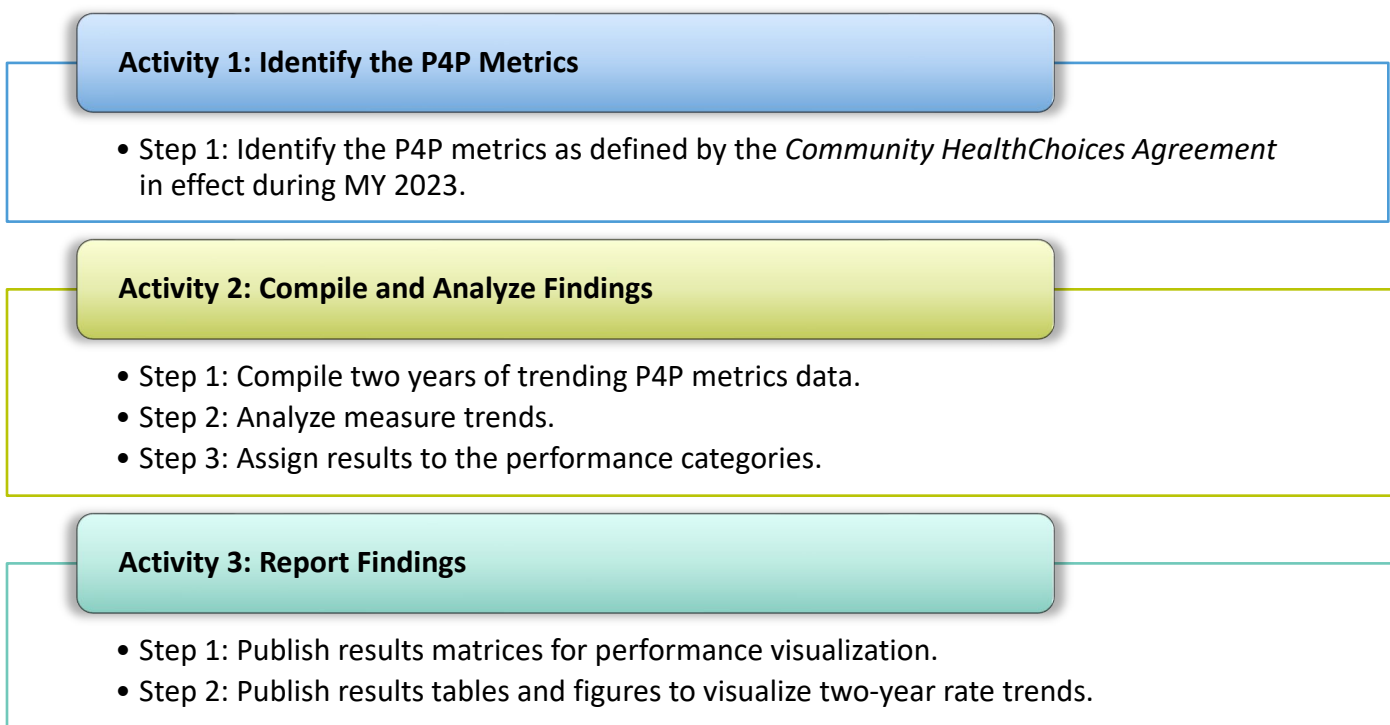 Activity 1: Identify the P4P Metrics
• Step 1: Identify the P4P metrics as defined by the Community HealthChoices Agreement
in effect during MY 2023.
Activity 2: Compile and Analyze Findings
• Step 1: Compile two years of trending P4P metrics data.
• Step 2: Analyze measure trends.
• Step 3: Assign results to the performance categories.
Activity 3: Report Findings
• Step 1: Publish results matrices for performance visualization.
• Step 2: Publish results tables and figures to visualize two-year rate trends.